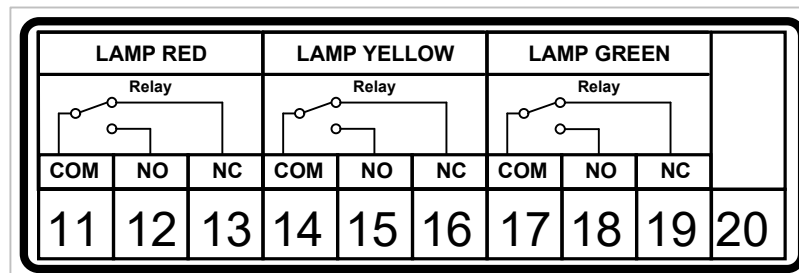 LAMP RED LAMP YELLOW LAMP GREEN
Relay Relay Relay
COM NO NC COM NO NC COM NO NC
11 12 13 14 15 16 17 18 19 20